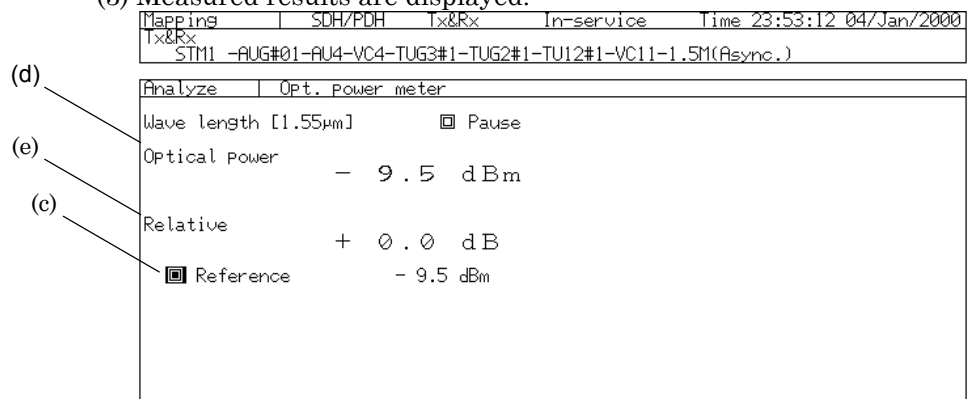 (3) Measured results are displayed.
Mapping SDH/PDH Tx&Rx In-service Time 23:53:12 04/Jan/2000
Tx&Rx
STM1 -AUG#01-AU4-VC4-TUG3#1-TUG2#1-TU12#1-VC11-1.5M(Async.)
(d)
Analyze Opt. power meter
Wave length [1.55μm] Pause
(e)
Optical power
- 9.5 dBm
(c)
Relative
+ 0.0 dB
Reference - 9.5 dBm